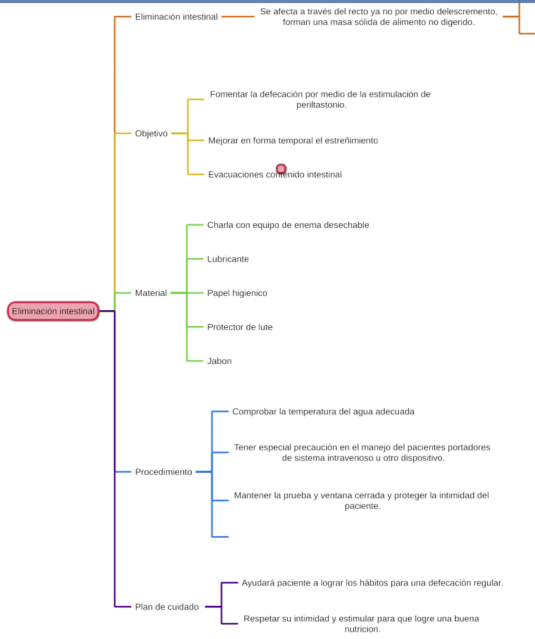 Eliminación intestinal
Se afecta a través del recto ya no por medio delescremento,
forman una masa sólida de alimento no digerido.
Objetivo
Fomentar la defecación por medio de la estimulación de
periltastonio.
Mejorar en forma temporal el estreñimiento
Evacuaciones contenido intestinal
Material
Charla con equipo de enema desechable
Lubricante
Papel higienico
Protector de lute
Jabon
Eliminación intestinal
Procedimiento
Comprobar la temperatura del agua adecuada
Tener especial precaución en el manejo del pacientes portadores
de sistema intravenoso u otro dispositivo.
Mantener la prueba y ventana cerrada y proteger la intimidad del
paciente.
Plan de cuidado
Ayudará paciente a lograr los hábitos para una defecación regular.
Respetar su intimidad y estimular para que logre una buena
nutricion.